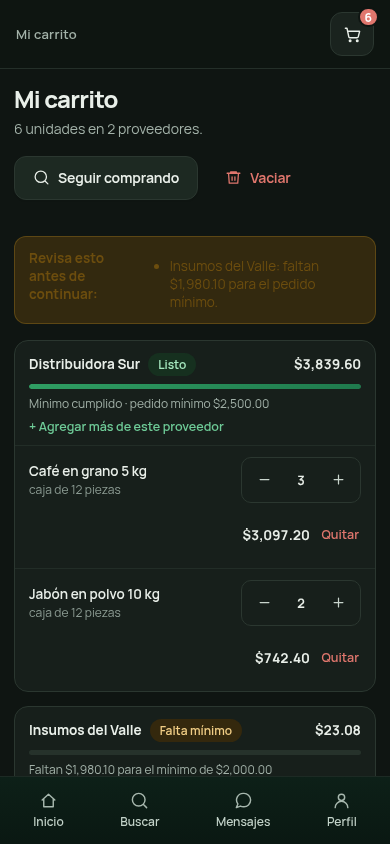 Mi carrito
6
Mi carrito
6 unidades en 2 proveedores.
Seguir comprando
Vaciar
Revisa esto
antes de
continuar:
• Insumos del Valle: faltan
$1,980.10 para el pedido
mínimo.
Distribuidora Sur
Listo
$3,839.60
Mínimo cumplido · pedido mínimo $2,500.00
+ Agregar más de este proveedor
Café en grano 5 kg
caja de 12 piezas
− 3 +
$3,097.20 Quitar
Jabón en polvo 10 kg
caja de 12 piezas
− 2 +
$742.40 Quitar
Insumos del Valle
Falta mínimo
$23.08
Faltan $1,980.10 para el mínimo de $2,000.00
Inicio
Buscar
Mensajes
Perfil